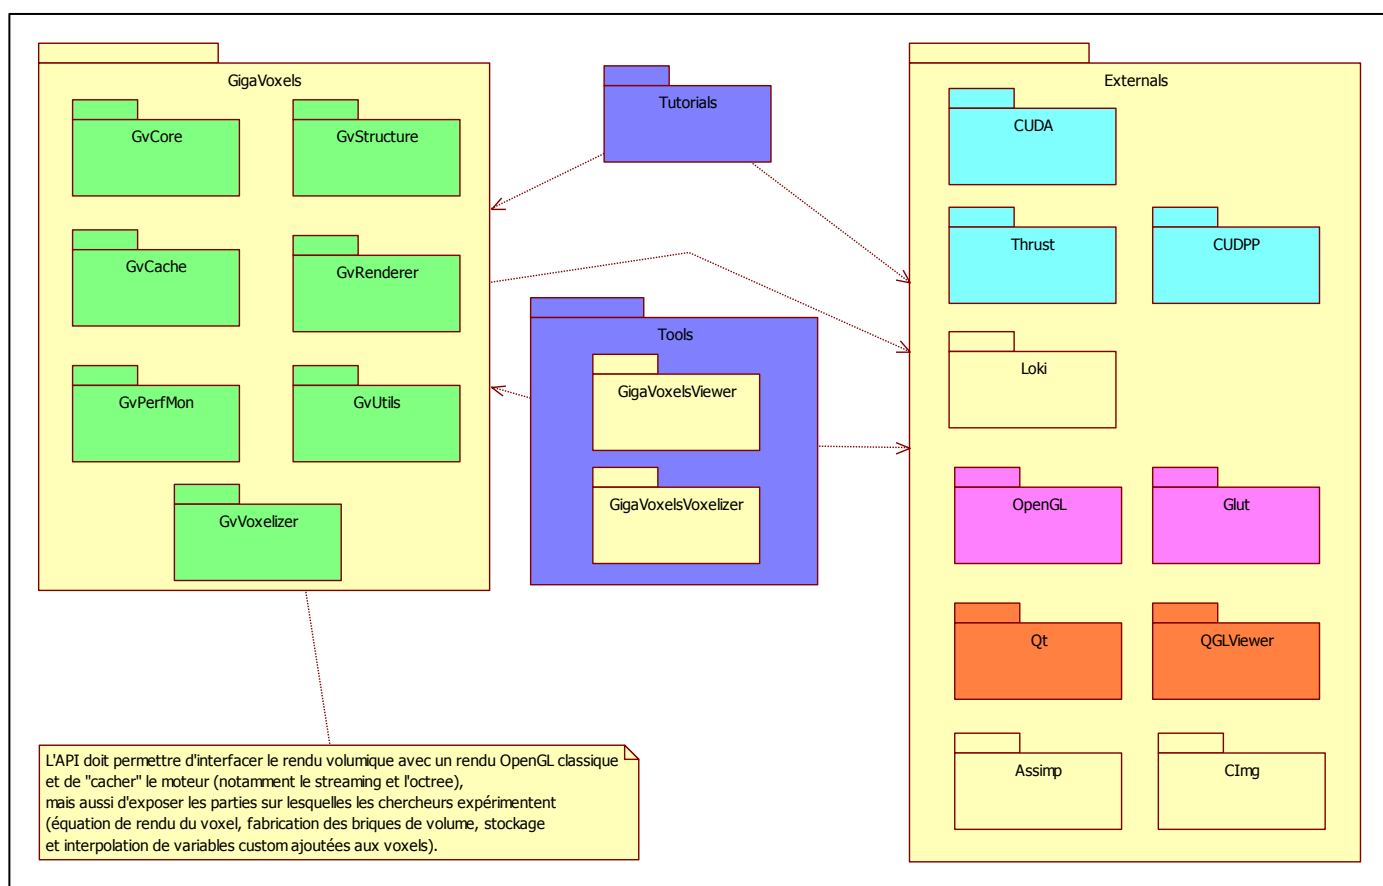 GigaVoxels
GvCore
GvStructure
GvCache
GvRenderer
GvPerfMon
GvUtils
GvVoxelizer
Tutorials
Tools
GigaVoxelsViewer
GigaVoxelsVoxelizer
Externals
CUDA
Thrust
CUDPP
Loki
OpenGL
Glut
Qt
QGLViewer
Assimp
CImg
L'API doit permettre d'interfacer le rendu volumique avec un rendu OpenGL classique
et de "cacher" le moteur (notamment le streaming et l'octree),
mais aussi d'exposer les parties sur lesquelles les chercheurs expérimentent
(équation de rendu du voxel, fabrication des briques de volume, stockage
et interpolation de variables custom ajoutées aux voxels).